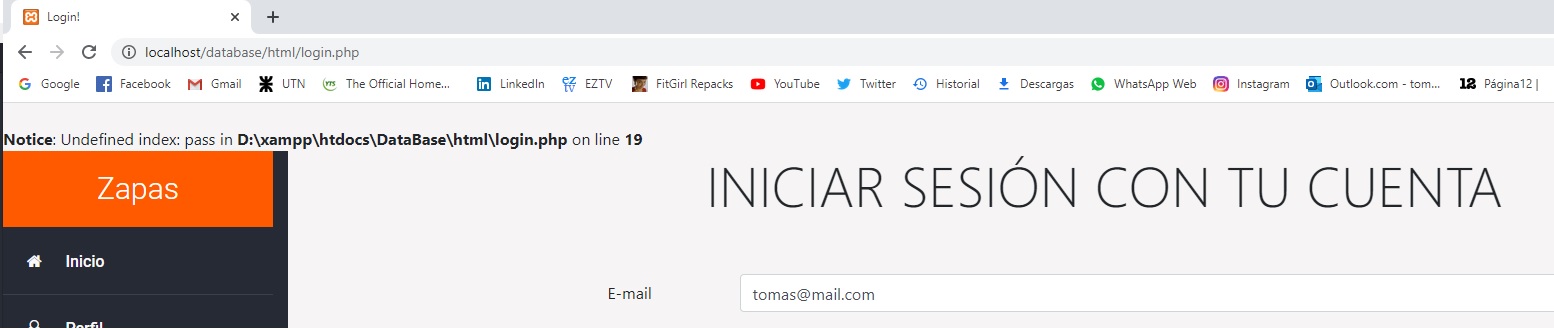 Login!
localhost/database/html/login.php
Google Facebook Gmail UTN The Official Home... LinkedIn EZTV FitGirl Repacks YouTube Twitter Historial Descargas WhatsApp Web Instagram Outlook.com - tom... Página12 |
Notice: Undefined index: pass in D:\xampp\htdocs\DataBase\html\login.php on line 19
Zapas
INICIAR SESIÓN CON TU CUENTA
Inicio
E-mail tomas@mail.com
Perfil